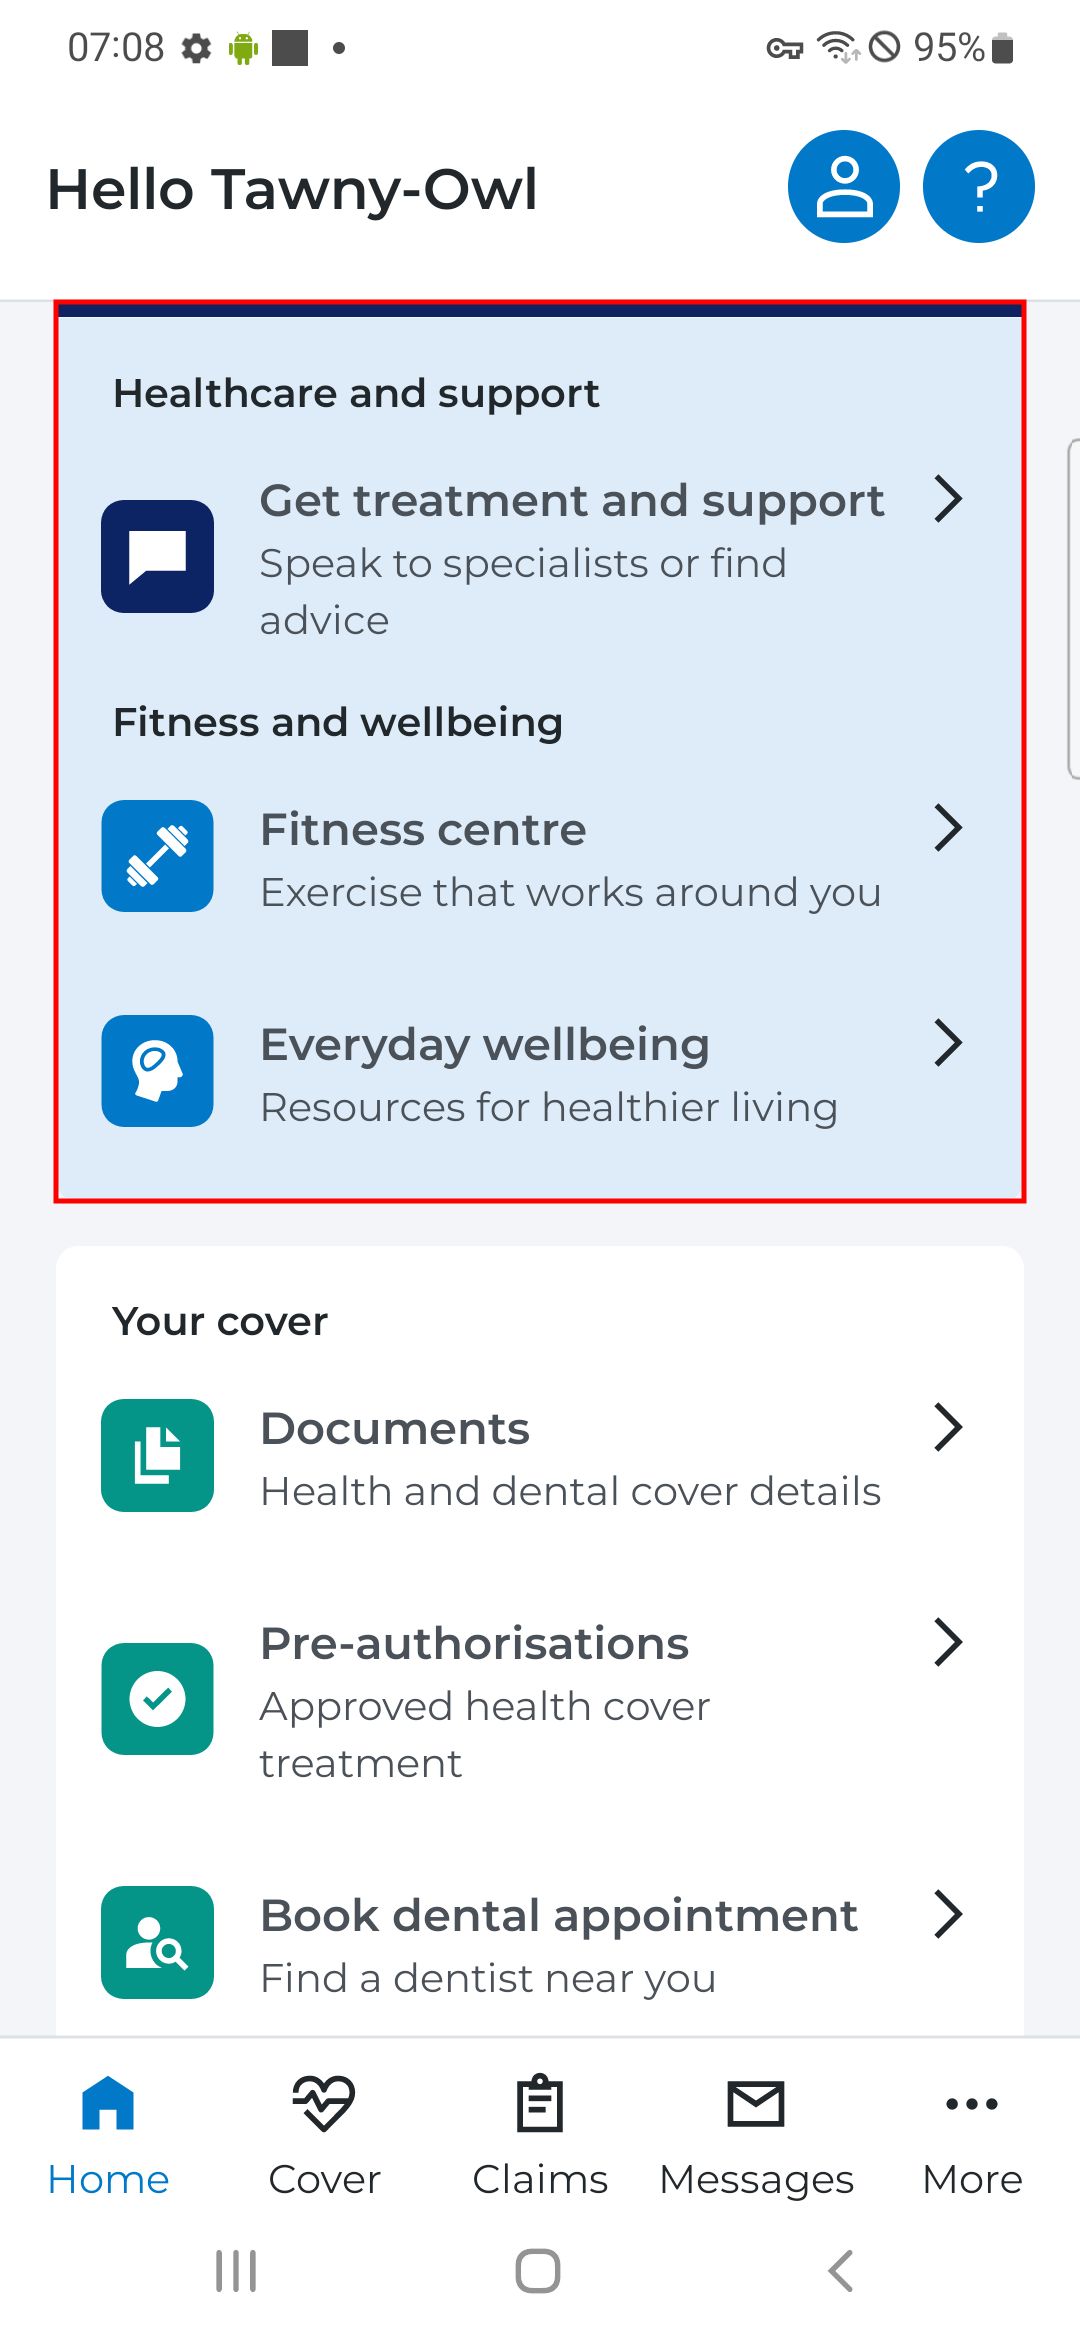 07:08
95%
Hello Tawny-Owl
?
Healthcare and support
Get treatment and support
Speak to specialists or find
advice
Fitness and wellbeing
Fitness centre
Exercise that works around you
Everyday wellbeing
Resources for healthier living
Your cover
Documents
Health and dental cover details
Pre-authorisations
Approved health cover
treatment
Book dental appointment
Find a dentist near you
Home
Cover
Claims
Messages
More